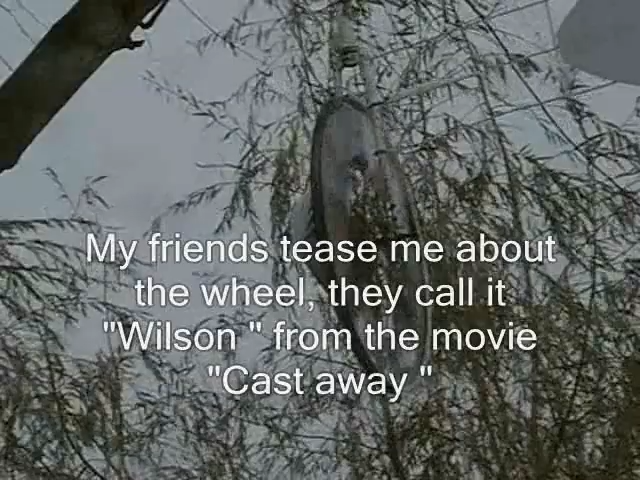 My friends tease me about
the wheel, they call it
"Wilson " from the movie
"Cast away "